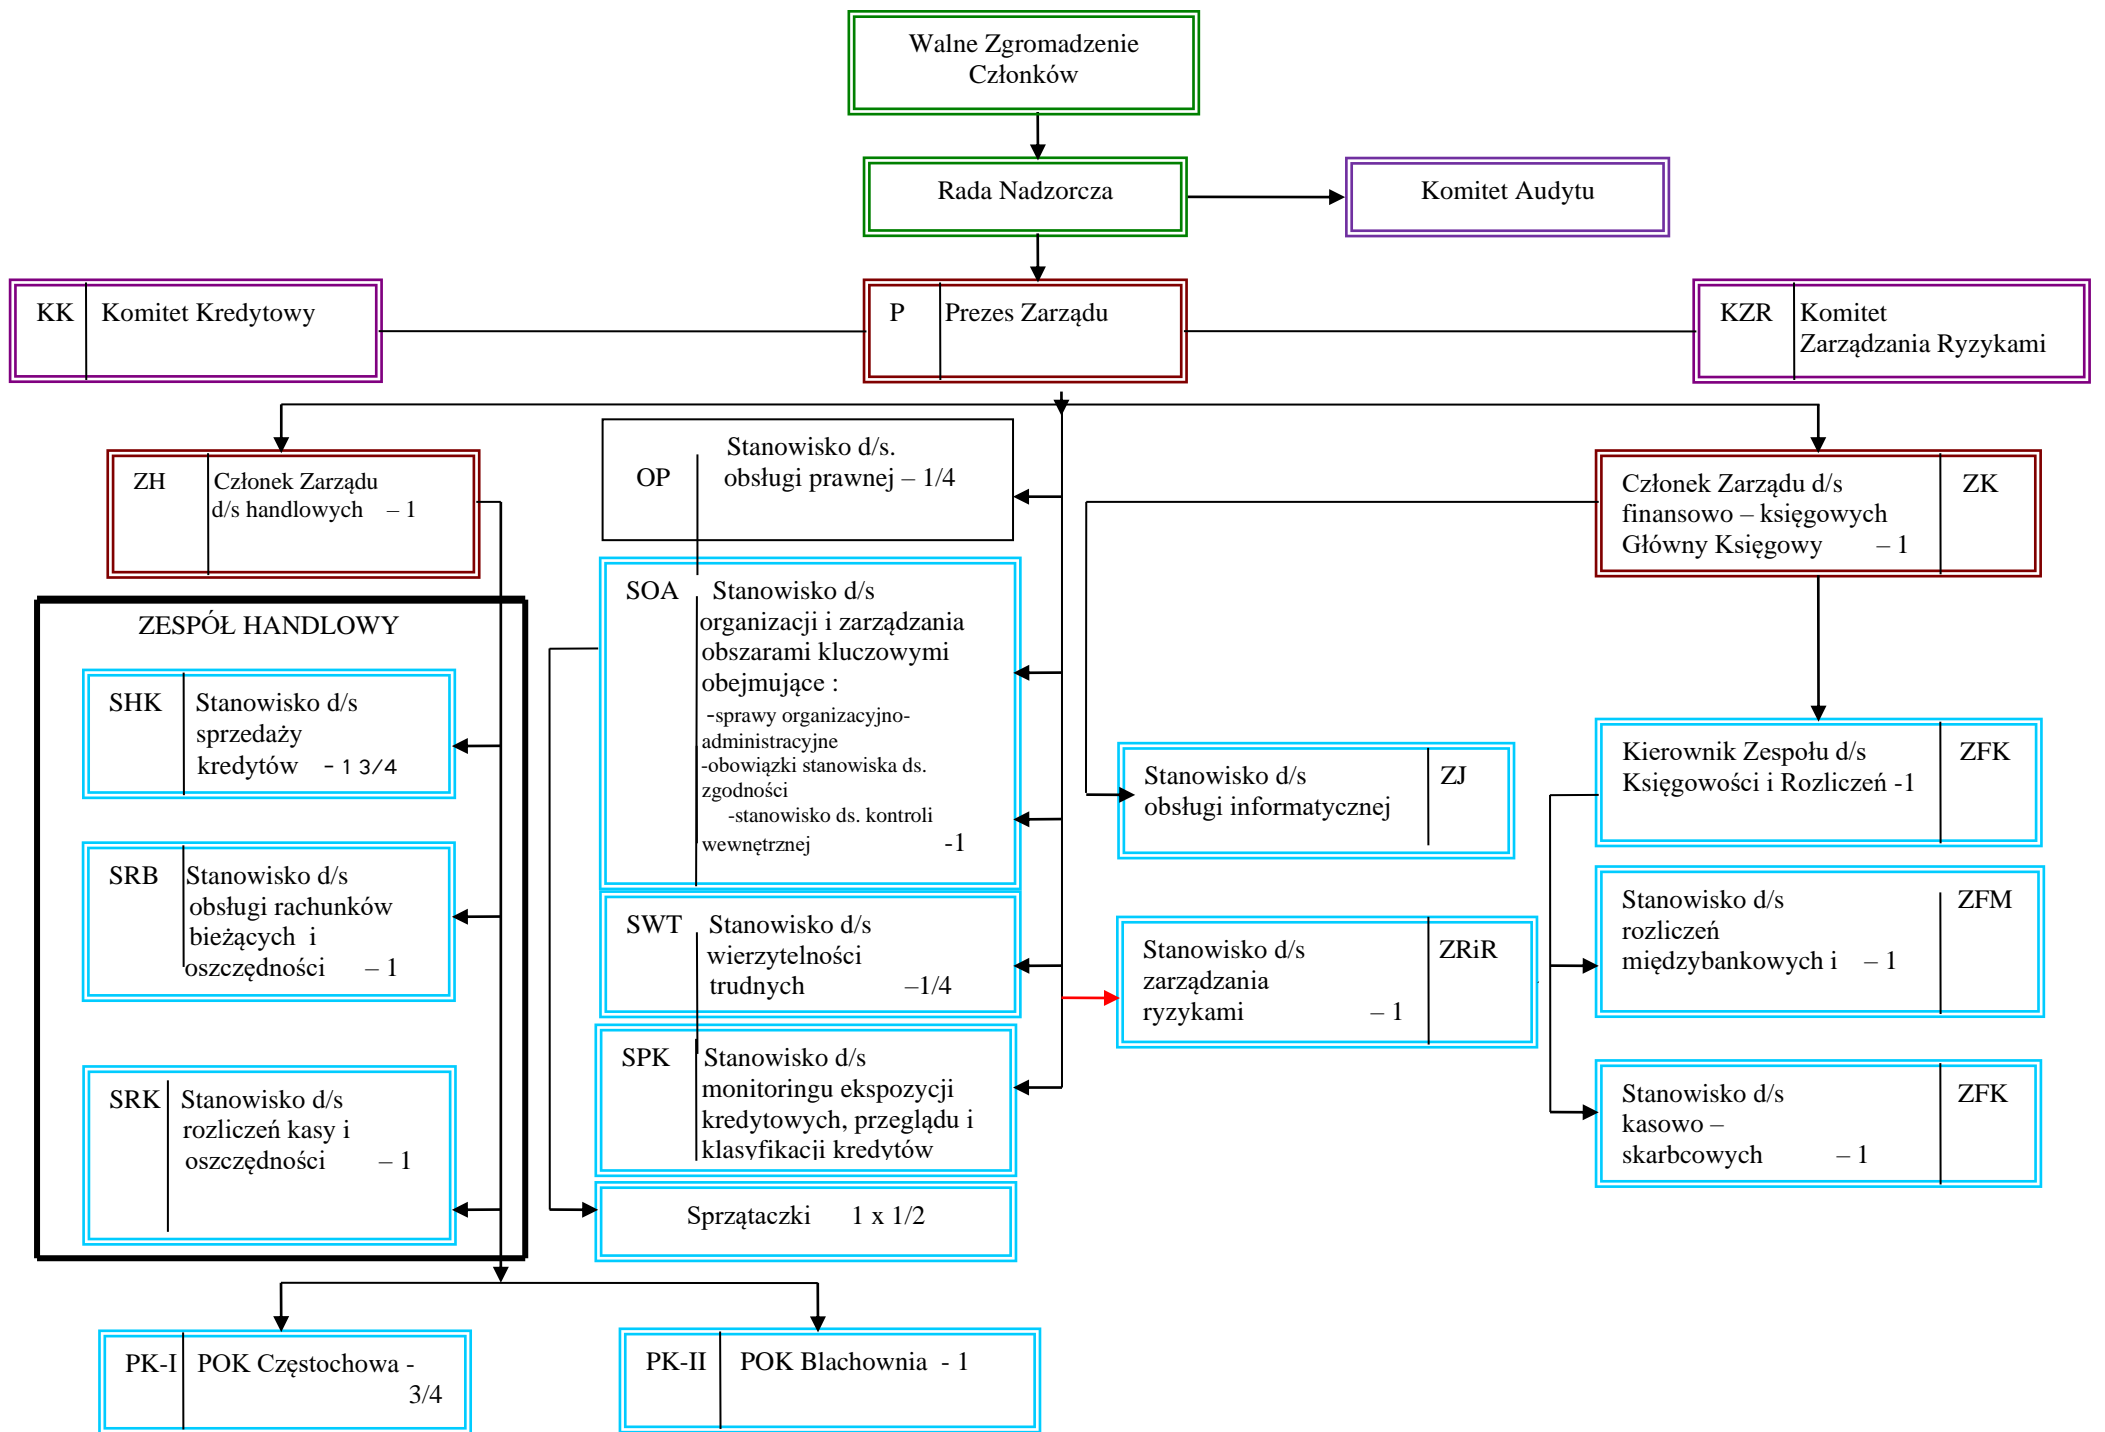 Walne Zgromadzenie
Członków
Rada Nadzorcza
Komitet Audytu
KK Komitet Kredytowy
P Prezes Zarządu
KZR Komitet
Zarządzania Ryzykami
ZH Członek Zarządu
d/s handlowych – 1
Stanowisko d/s.
OP obsługi prawnej – 1/4
Członek Zarządu d/s ZK
finansowo – księgowych
Główny Księgowy – 1
ZESPÓŁ HANDLOWY
SHK Stanowisko d/s
sprzedaży
kredytów - 1 3/4
SRB Stanowisko d/s
obsługi rachunków
bieżących i
oszczędności – 1
SRK Stanowisko d/s
rozliczeń kasy i
oszczędności – 1
SOA Stanowisko d/s
organizacji i zarządzania
obszarami kluczowymi
obejmujące :
-sprawy organizacyjno-
administracyjne
-obowiązki stanowiska ds.
zgodności
-stanowisko ds. kontroli
wewnętrznej -1
SWT Stanowisko d/s
wierzytelności
trudnych –1/4
SPK Stanowisko d/s
monitoringu ekspozycji
kredytowych, przeglądu i
klasyfikacji kredytów
Sprzątaczki 1 x 1/2
Stanowisko d/s ZJ
obsługi informatycznej
Stanowisko d/s ZRiR
zarządzania
ryzykami – 1
Kierownik Zespołu d/s ZFK
Księgowości i Rozliczeń -1
Stanowisko d/s ZFM
rozliczeń
międzybankowych i – 1
Stanowisko d/s ZFK
kasowo –
skarbcowych – 1
PK-I POK Częstochowa -
3/4
PK-II POK Blachownia - 1